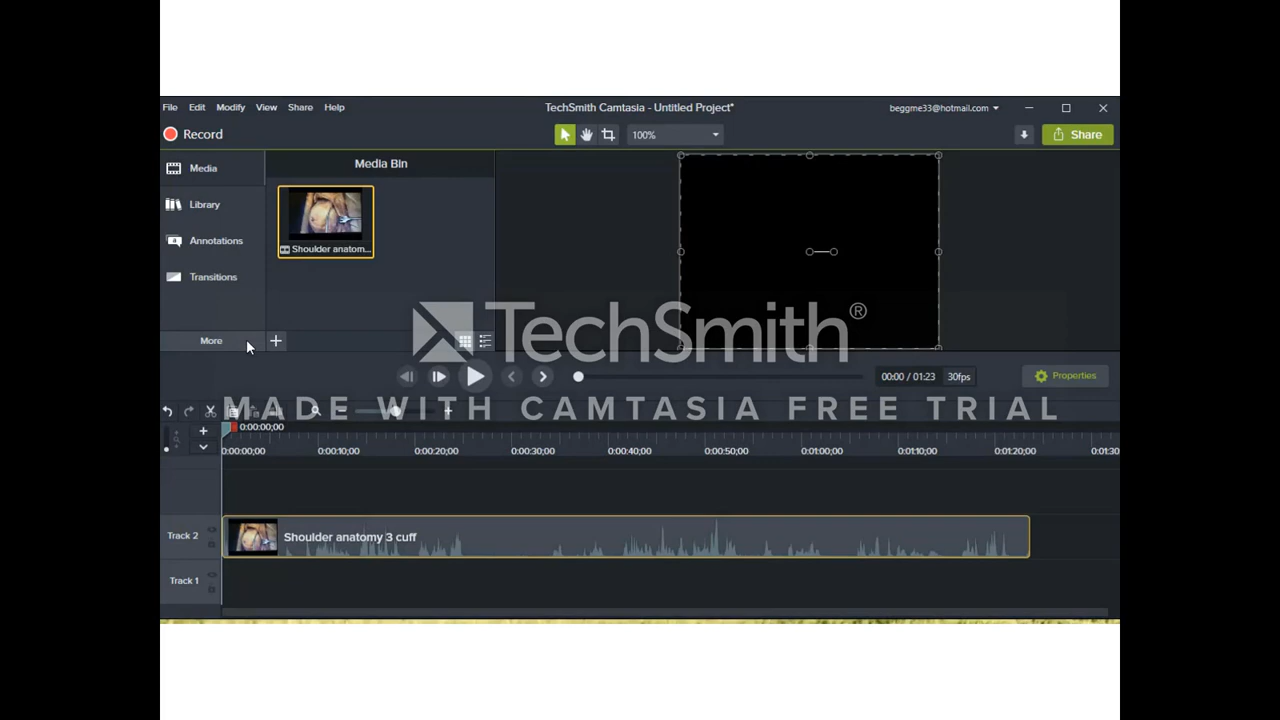 File Edit Modify View Share Help
TechSmith Camtasia - Untitled Project*
beggme33@hotmail.com
Record
100%
Share
Media
Media Bin
Library
Annotations
Transitions
Shoulder anatom...
More
TechSmith®
00:00 / 01:23 30fps
Properties
MADE WITH CAMTASIA FREE TRIAL
0:00:00;00
0:00:00;00 0:00:10;00 0:00:20;00 0:00:30;00 0:00:40;00 0:00:50;00 0:01:00;00 0:01:10;00 0:01:20;00 0:01:30
Track 2
Shoulder anatomy 3 cuff
Track 1